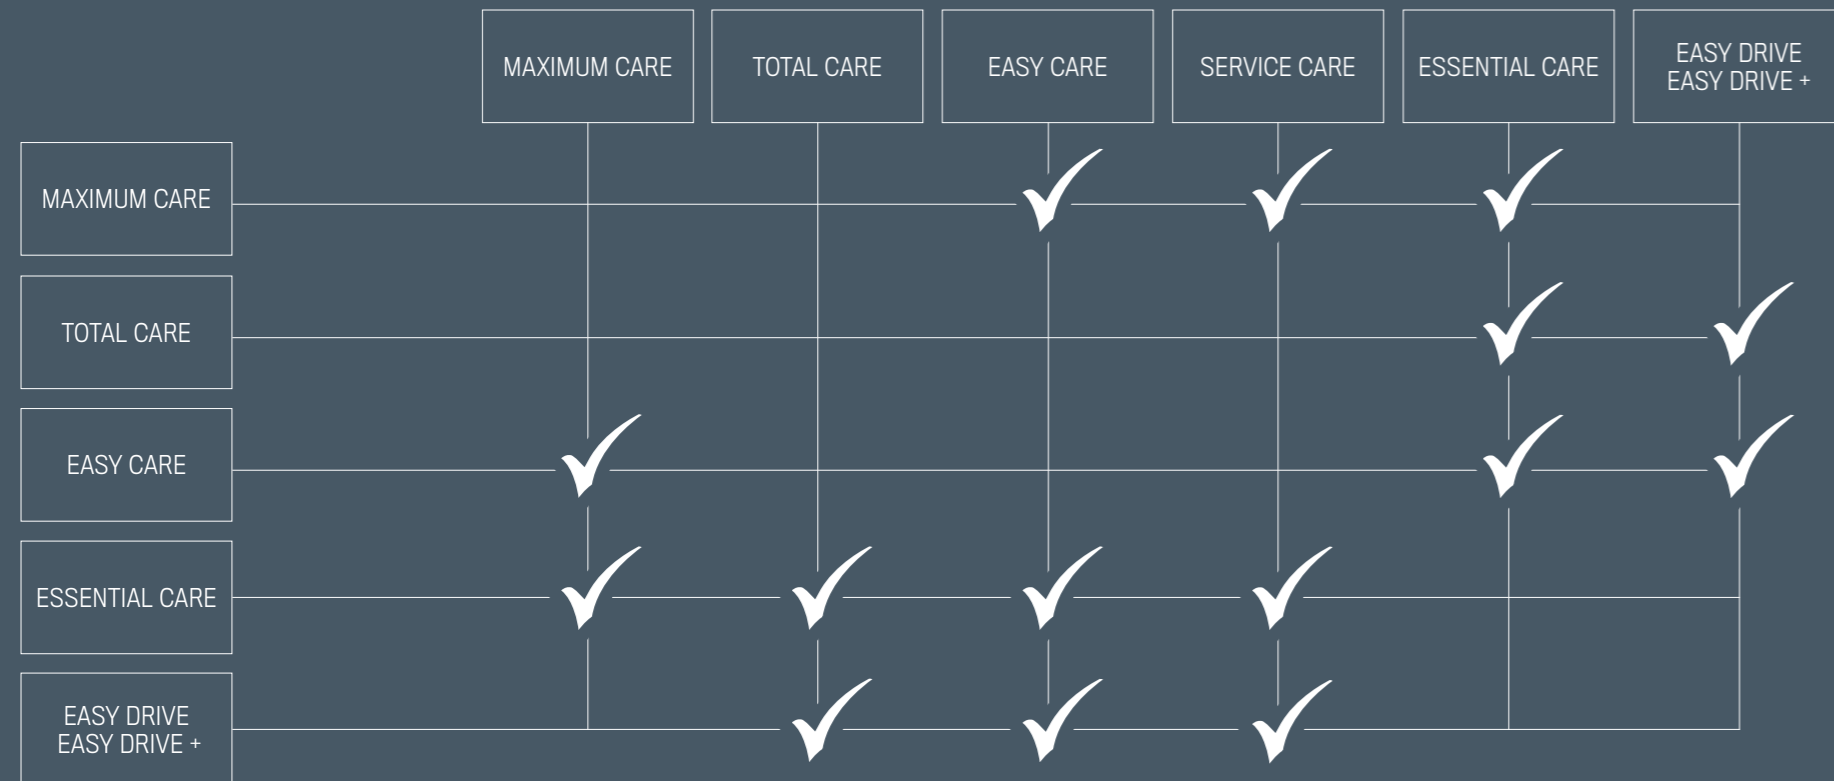 EASY DRIVE
MAXIMUM CARE
TOTAL CARE
EASY CARE
SERVICE CARE
ESSENTIAL CARE
EASY DRIVE +
MAXIMUM CARE
TOTAL CARE
EASY CARE
ESSENTIAL CARE
EASY DRIVE
EASY DRIVE +